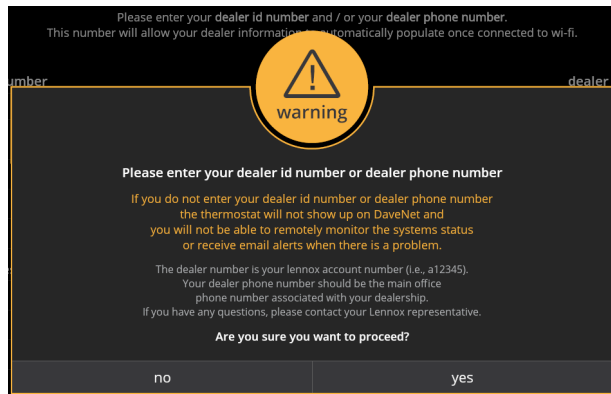 Please enter your dealer id number and / or your dealer phone number.
This number will allow your dealer information automatically populate once connected to wi-fi.
dealer
warning
Please enter your dealer id number or dealer phone number
If you do not enter your dealer id number or dealer phone number
the thermostat will not show up on DaveNet and
you will not be able to remotely monitor the systems status
or receive email alerts when there is a problem.
The dealer number is your lennox account number (i.e., a12345).
Your dealer phone number should be the main office
phone number associated with your dealership.
If you have any questions, please contact your Lennox representative.
Are you sure you want to proceed?
no
yes